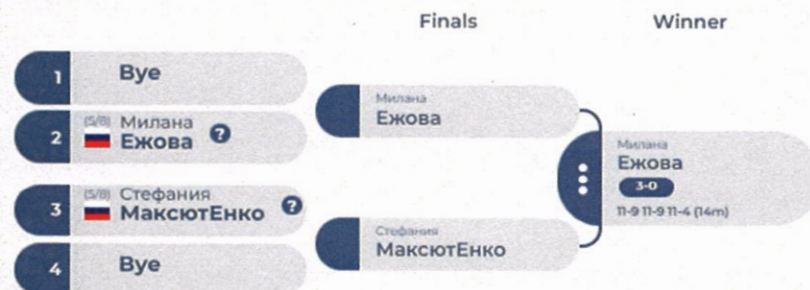 Finals
Winner
1
Bye
2
(5/8) Милана
Ежова ?
3
(5/8) Стефания
МаксютЕнко ?
4
Bye
Милана
Ежова
Стефания
МаксютЕнко
Милана
Ежова
3-0
11-9 11-9 11-4 (14m)